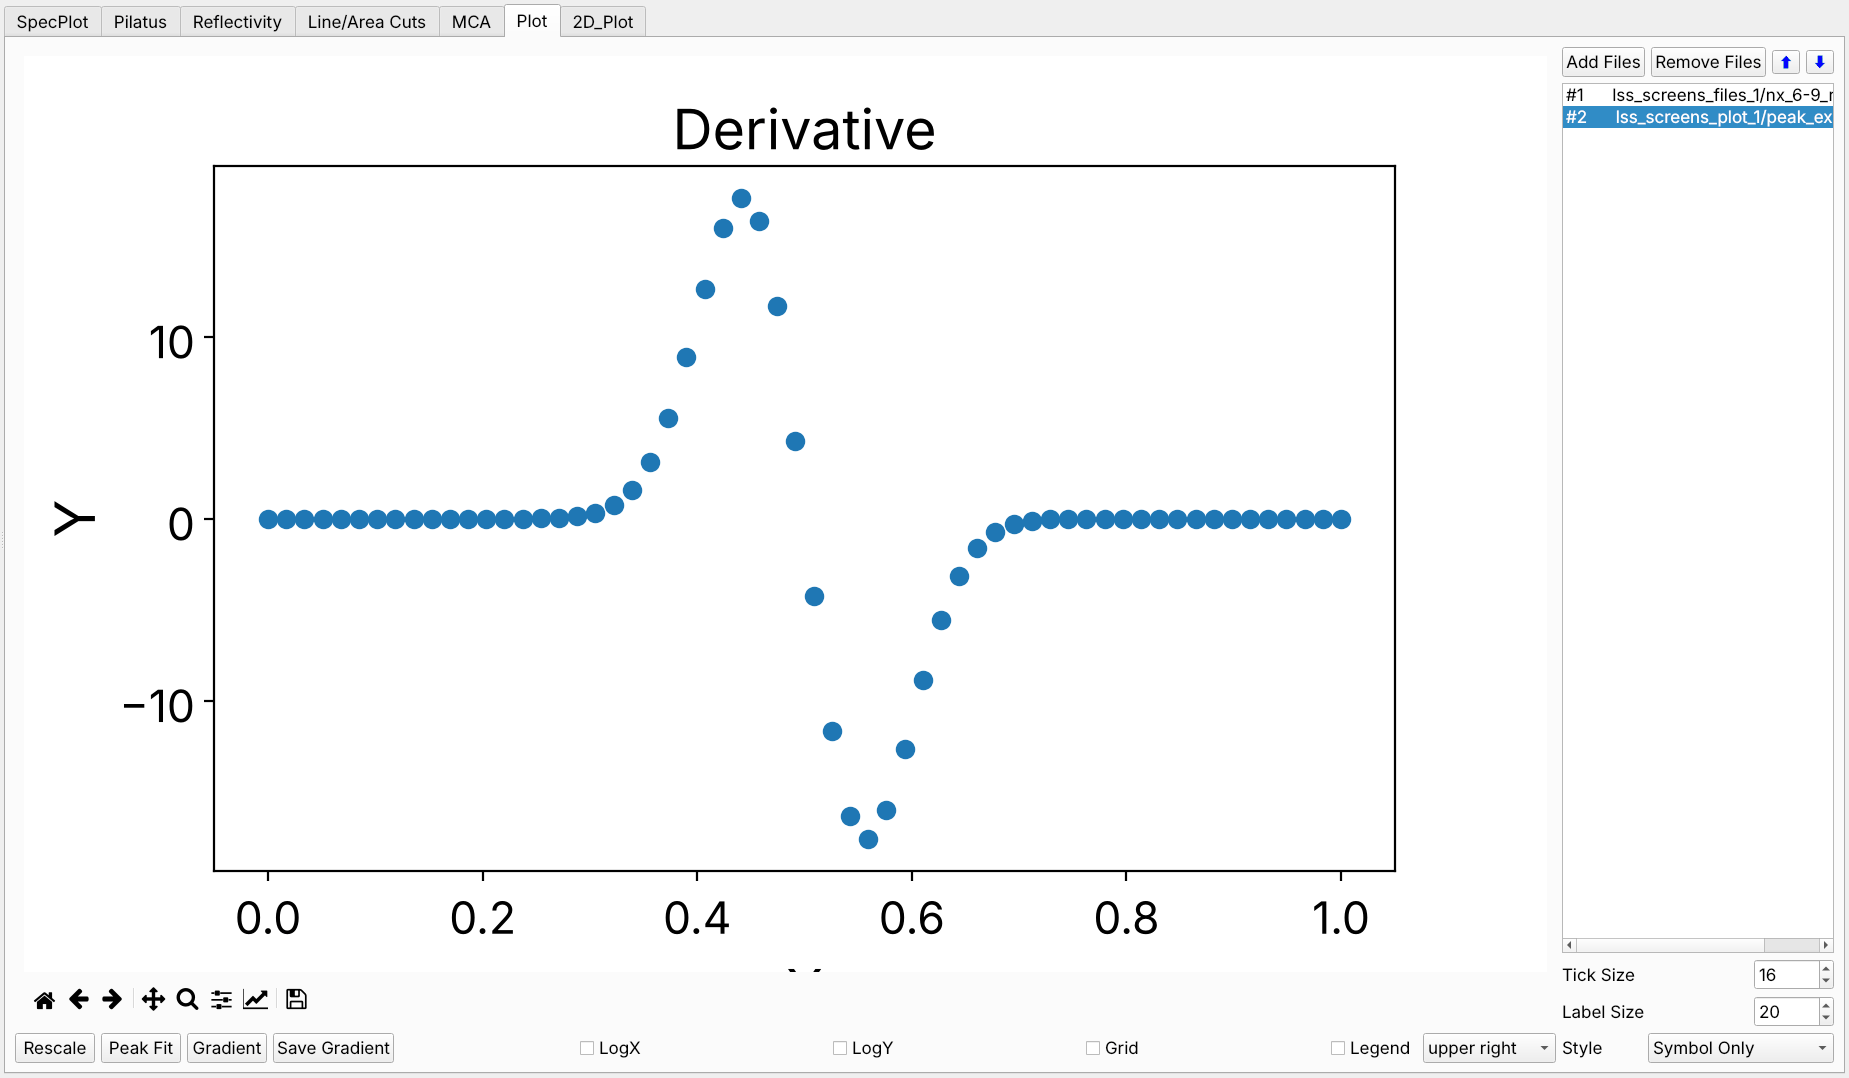 SpecPlot Pilatus Reflectivity Line/Area Cuts MCA Plot 2D_Plot
Add Files Remove Files
#1 lss_screens_files_1/nx_6-9_r
#2 lss_screens_plot_1/peak_ex
Derivative
Y
10
0
−10
0.0 0.2 0.4 0.6 0.8 1.0
Tick Size 16
Label Size 20
Rescale Peak Fit Gradient Save Gradient LogX LogY Grid Legend upper right Style Symbol Only